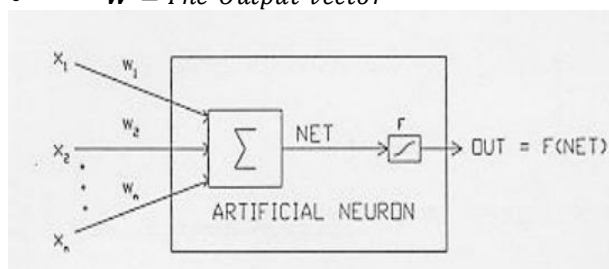 W = The Output vector
X₁
W₁
X₂
W₂
Xₙ
Wₙ
Σ
NET
F
OUT = F(NET)
ARTIFICIAL NEURON